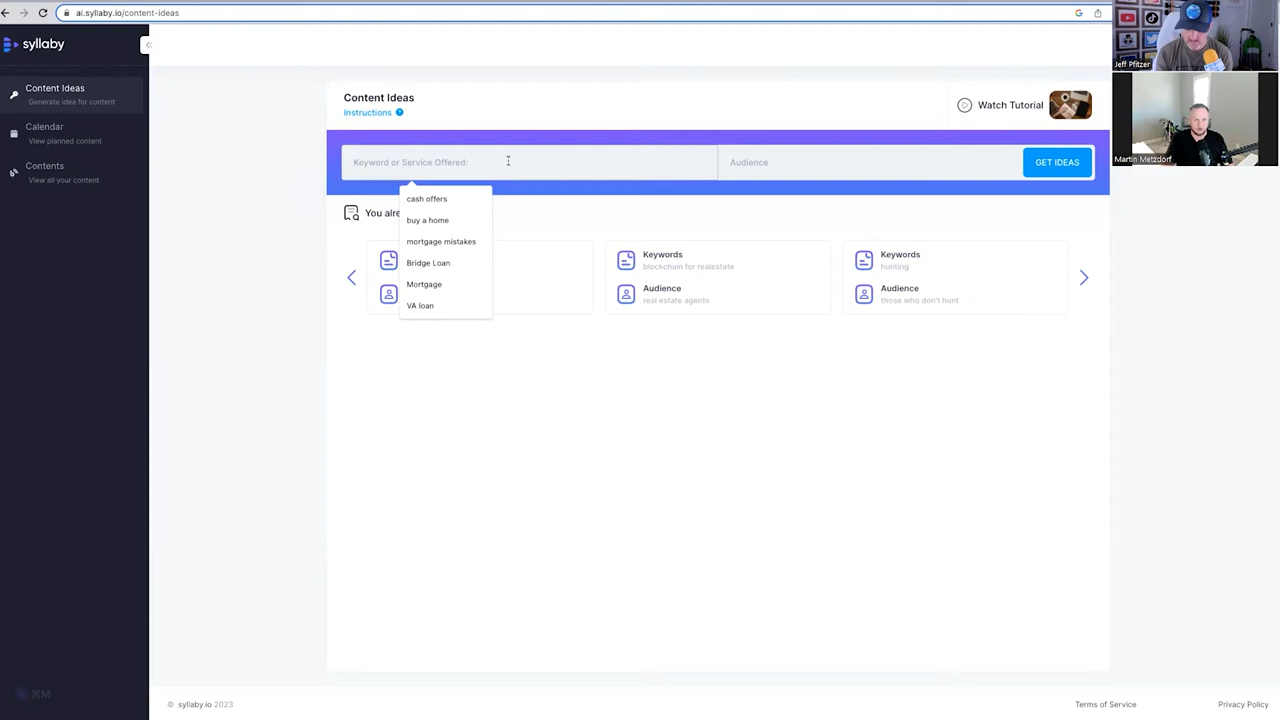 ai.syllaby.io/content-ideas
syllaby
Content Ideas
Generate idea for content
Calendar
View planned content
Contents
View all your content
⌘M
Content Ideas
Instructions ?
Watch Tutorial
Keyword or Service Offered:
Audience
GET IDEAS
cash offers
buy a home
mortgage mistakes
Bridge Loan
Mortgage
VA loan
You alre
Keywords
blockchain for realestate
Audience
real estate agents
Keywords
hunting
Audience
those who don't hunt
Jeff Pfitzer
Martin Metzdorf
© syllaby.io 2023
Terms of Service
Privacy Policy